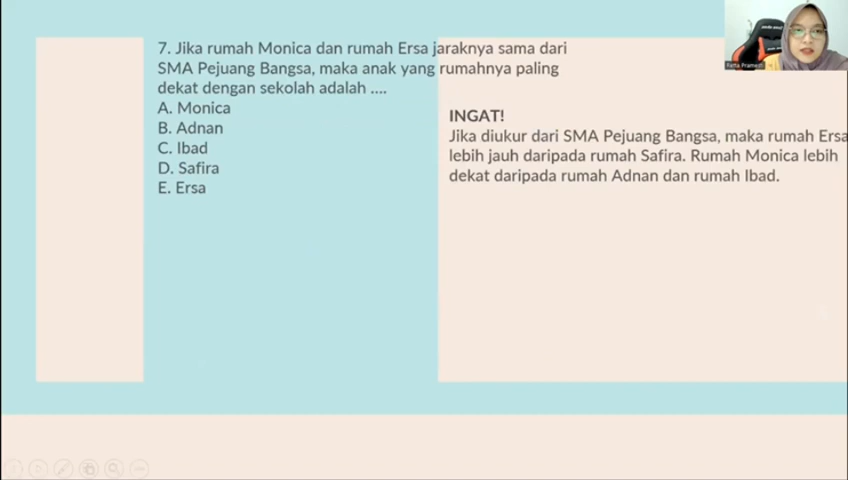 7. Jika rumah Monica dan rumah Ersa jaraknya sama dari
SMA Pejuang Bangsa, maka anak yang rumahnya paling
dekat dengan sekolah adalah ....
A. Monica
B. Adnan
C. Ibad
D. Safira
E. Ersa
INGAT!
Jika diukur dari SMA Pejuang Bangsa, maka rumah Ersa
lebih jauh daripada rumah Safira. Rumah Monica lebih
dekat daripada rumah Adnan dan rumah Ibad.